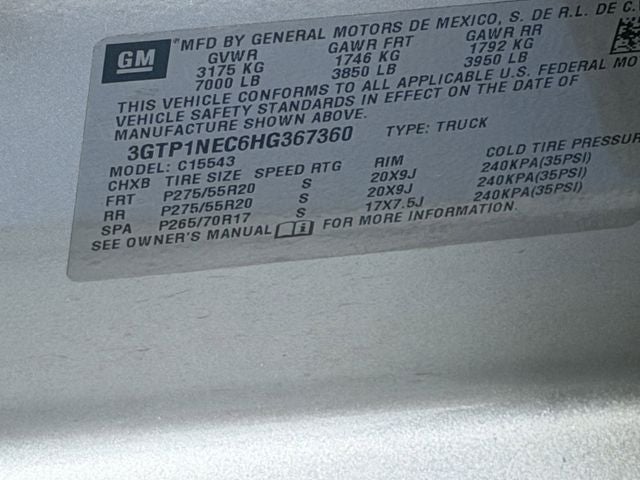 GM
*MFD BY GENERAL MOTORS DE MEXICO, S. DE R.L. DE C.
GVWR GAWR FRT GAWR RR
3175 KG 1746 KG 1792 KG
7000 LB 3850 LB 3950 LB
THIS VEHICLE CONFORMS TO ALL APPLICABLE U.S. FEDERAL MO
VEHICLE SAFETY STANDARDS IN EFFECT ON THE DATE OF
MANUFACTURE SHOWN ABOVE.
3GTP1NEC6HG367360 TYPE: TRUCK
MODEL: C15543
CHXB TIRE SIZE SPEED RTG RIM COLD TIRE PRESSUR
FRT P275/55R20 S 20X9J 240KPA(35PSI)
RR P275/55R20 S 20X9J 240KPA(35PSI)
SPA P265/70R17 S 17X7.5J 240KPA(35PSI)
SEE OWNER'S MANUAL FOR MORE INFORMATION.